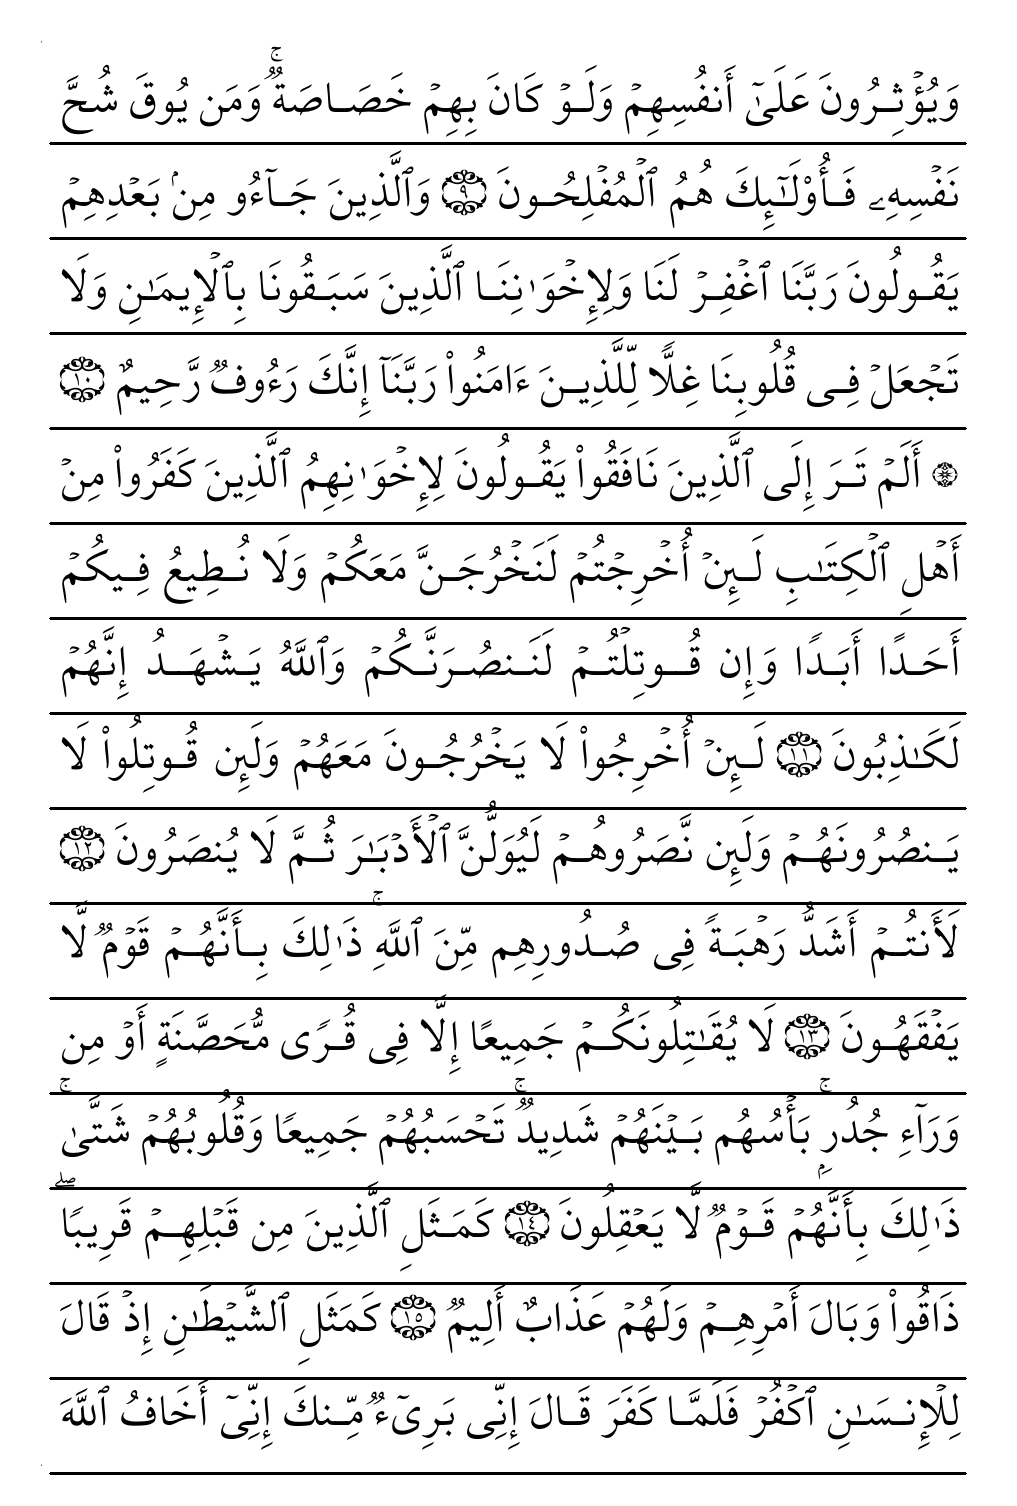 وَيُؤۡثِرُونَ عَلَىٰٓ أَنفُسِهِمۡ وَلَوۡ كَانَ بِهِمۡ خَصَاصَةٞۚ وَمَن يُوقَ شُحَّ
نَفۡسِهِۦ فَأُوْلَٰٓئِكَ هُمُ ٱلۡمُفۡلِحُونَ ٩ وَٱلَّذِينَ جَآءُو مِنۢ بَعۡدِهِمۡ
يَقُولُونَ رَبَّنَا ٱغۡفِرۡ لَنَا وَلِإِخۡوَٰنِنَا ٱلَّذِينَ سَبَقُونَا بِٱلۡإِيمَٰنِ وَلَا
تَجۡعَلۡ فِي قُلُوبِنَا غِلّٗا لِّلَّذِينَ ءَامَنُواْ رَبَّنَآ إِنَّكَ رَءُوفٞ رَّحِيمٌ ١٠
۞ أَلَمۡ تَرَ إِلَى ٱلَّذِينَ نَافَقُواْ يَقُولُونَ لِإِخۡوَٰنِهِمُ ٱلَّذِينَ كَفَرُواْ مِنۡ
أَهۡلِ ٱلۡكِتَٰبِ لَئِنۡ أُخۡرِجۡتُمۡ لَنَخۡرُجَنَّ مَعَكُمۡ وَلَا نُطِيعُ فِيكُمۡ
أَحَدًا أَبَدٗا وَإِن قُوتِلۡتُمۡ لَنَنصُرَنَّكُمۡ وَٱللَّهُ يَشۡهَدُ إِنَّهُمۡ
لَكَٰذِبُونَ ١١ لَئِنۡ أُخۡرِجُواْ لَا يَخۡرُجُونَ مَعَهُمۡ وَلَئِن قُوتِلُواْ لَا
يَنصُرُونَهُمۡ وَلَئِن نَّصَرُوهُمۡ لَيُوَلُّنَّ ٱلۡأَدۡبَٰرَ ثُمَّ لَا يُنصَرُونَ ١٢
لَأَنتُمۡ أَشَدُّ رَهۡبَةٗ فِي صُدُورِهِم مِّنَ ٱللَّهِۚ ذَٰلِكَ بِأَنَّهُمۡ قَوۡمٞ لَّا
يَفۡقَهُونَ ١٣ لَا يُقَٰتِلُونَكُمۡ جَمِيعًا إِلَّا فِي قُرٗى مُّحَصَّنَةٍ أَوۡ مِن
وَرَآءِ جُدُرِۭۚ بَأۡسُهُم بَيۡنَهُمۡ شَدِيدٞۚ تَحۡسَبُهُمۡ جَمِيعٗا وَقُلُوبُهُمۡ شَتَّىٰۚ
ذَٰلِكَ بِأَنَّهُمۡ قَوۡمٞ لَّا يَعۡقِلُونَ ١٤ كَمَثَلِ ٱلَّذِينَ مِن قَبۡلِهِمۡ قَرِيبٗاۖ
ذَاقُواْ وَبَالَ أَمۡرِهِمۡ وَلَهُمۡ عَذَابٌ أَلِيمٞ ١٥ كَمَثَلِ ٱلشَّيۡطَٰنِ إِذۡ قَالَ
لِلۡإِنسَٰنِ ٱكۡفُرۡ فَلَمَّا كَفَرَ قَالَ إِنِّي بَرِيٓءٞ مِّنكَ إِنِّيٓ أَخَافُ ٱللَّهَ